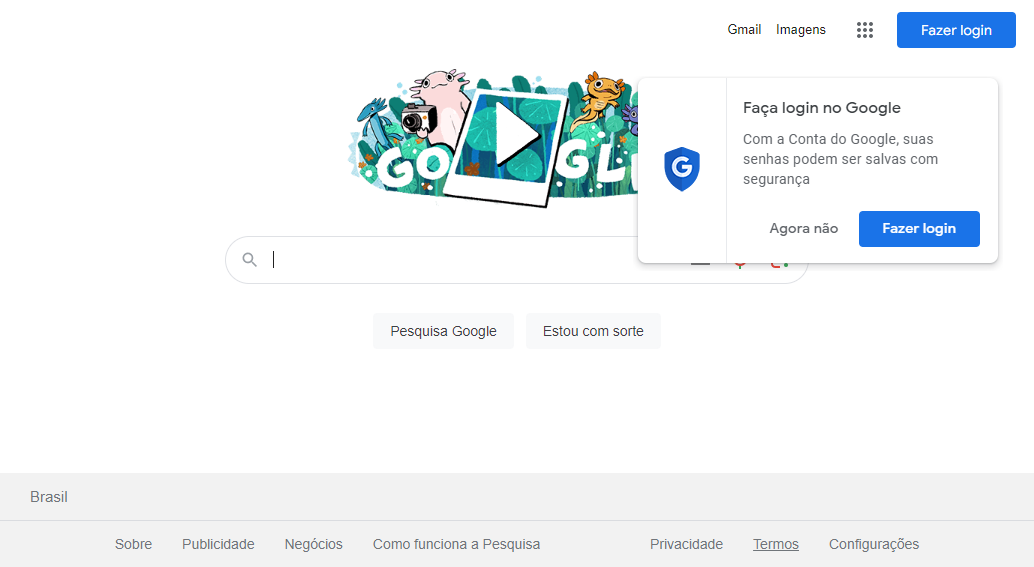 Gmail Imagens Fazer login
GOOGLE
Faça login no Google
Com a Conta do Google, suas
senhas podem ser salvas com
segurança
Agora não Fazer login
Pesquisa Google Estou com sorte
Brasil
Sobre Publicidade Negócios Como funciona a Pesquisa Privacidade Termos Configurações